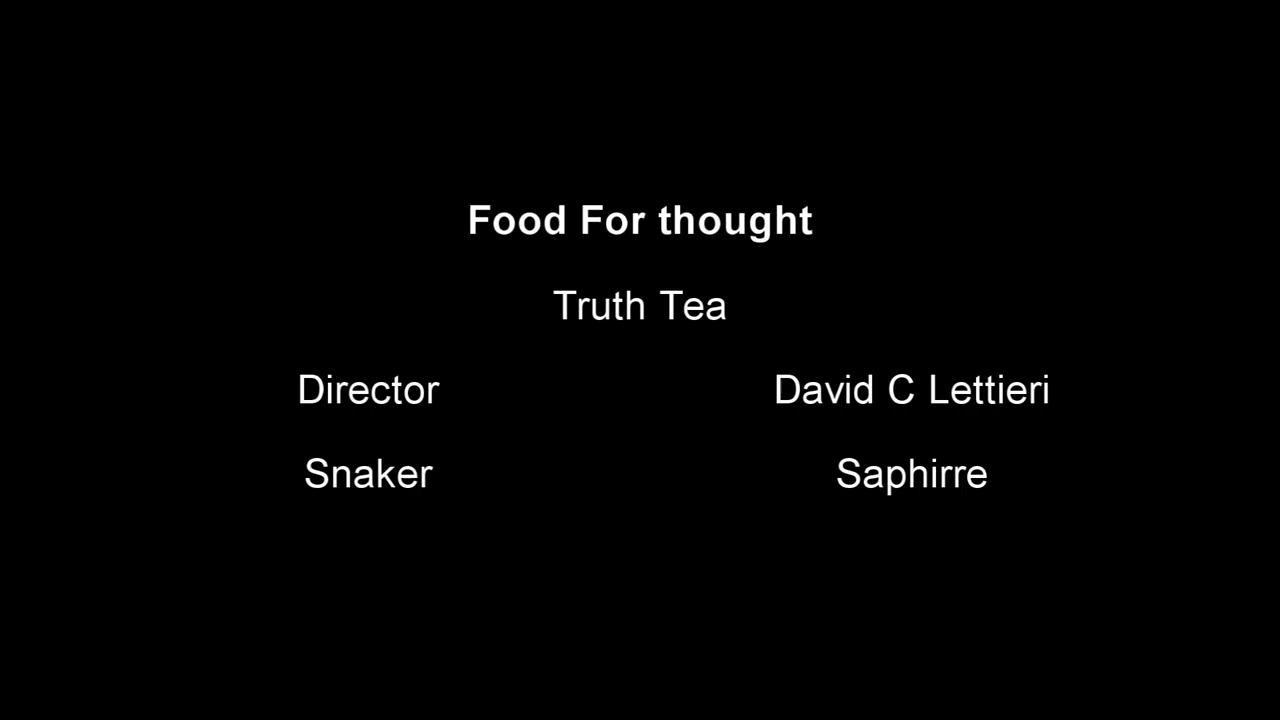 Food For thought
Truth Tea
Director David C Lettieri
Snaker Saphirre